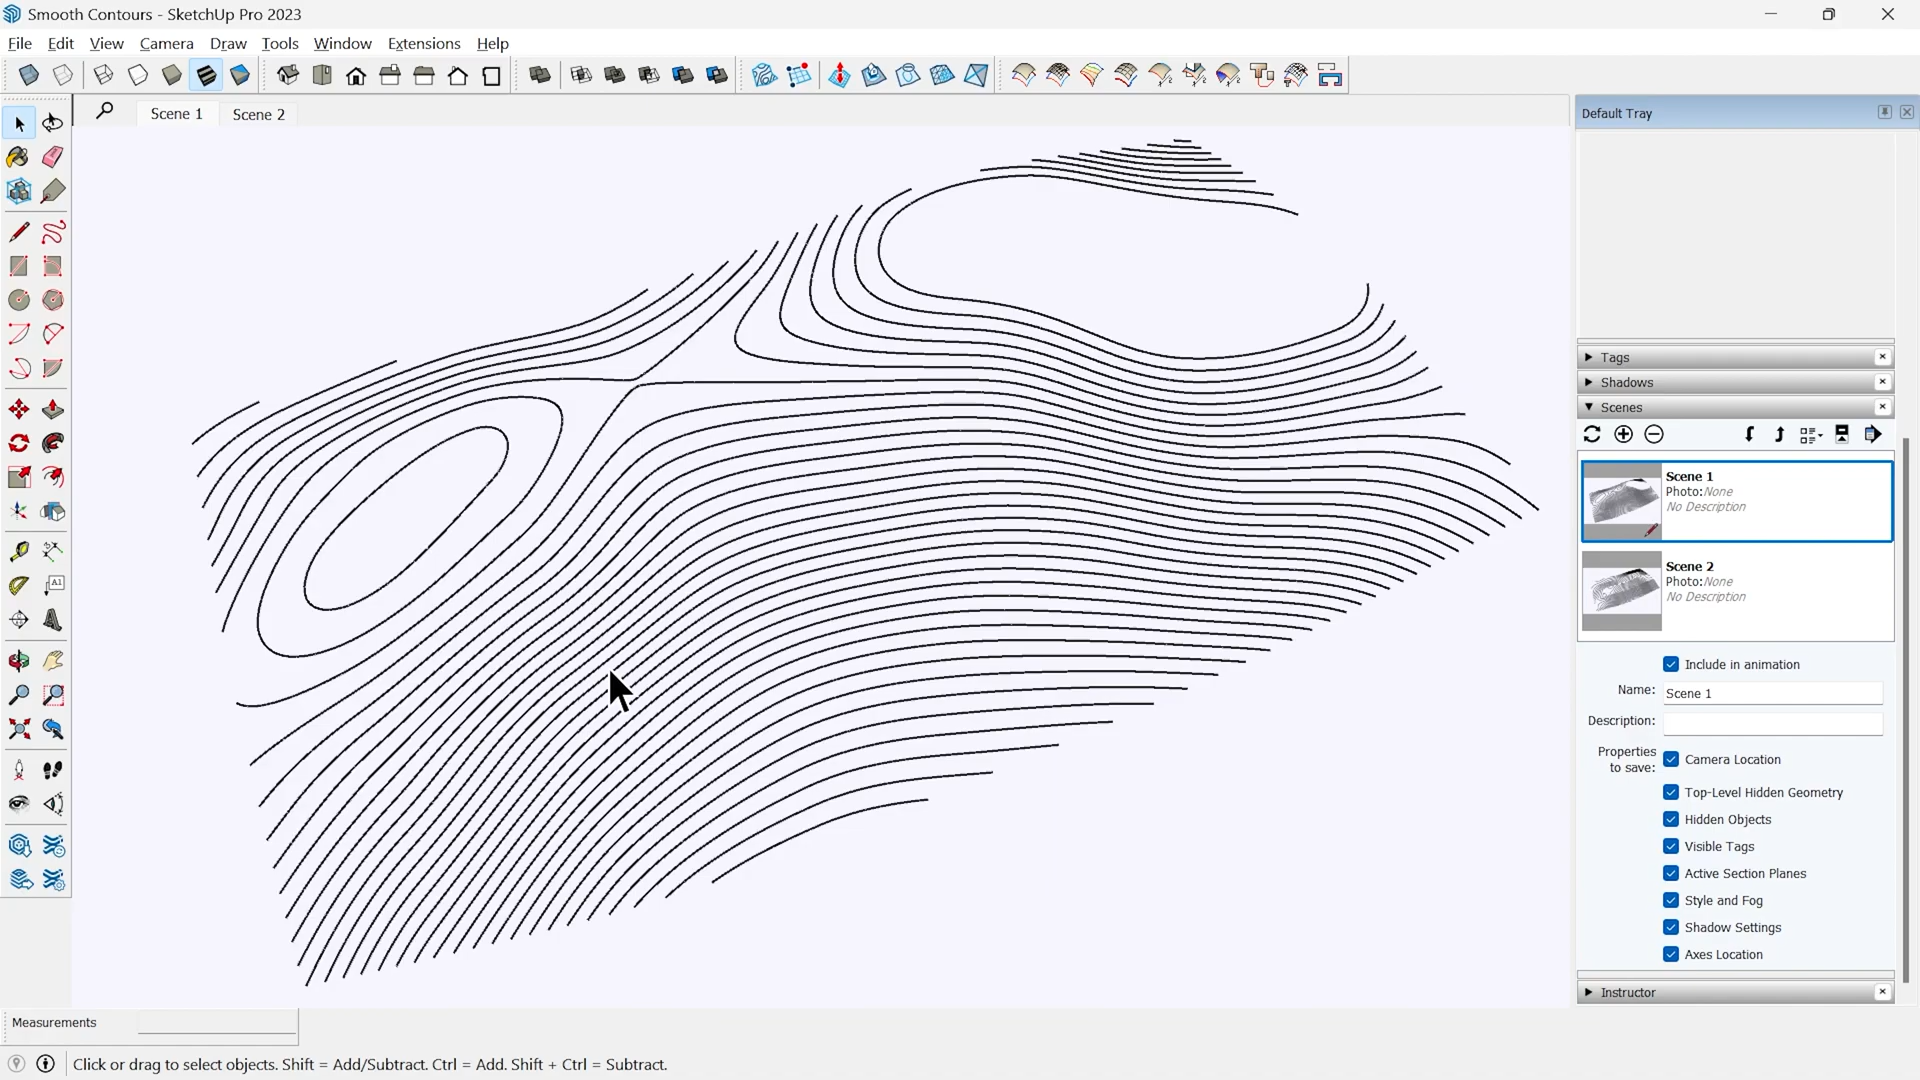 Smooth Contours - SketchUp Pro 2023
File Edit View Camera Draw Tools Window Extensions Help
Scene 1 Scene 2
Default Tray
Tags
Shadows
Scenes
Scene 1
Photo: None
No Description
Scene 2
Photo: None
No Description
Include in animation
Name: Scene 1
Description:
Properties to save:
Camera Location
Top-Level Hidden Geometry
Hidden Objects
Visible Tags
Active Section Planes
Style and Fog
Shadow Settings
Axes Location
Instructor
Measurements
Click or drag to select objects. Shift = Add/Subtract. Ctrl = Add. Shift + Ctrl = Subtract.